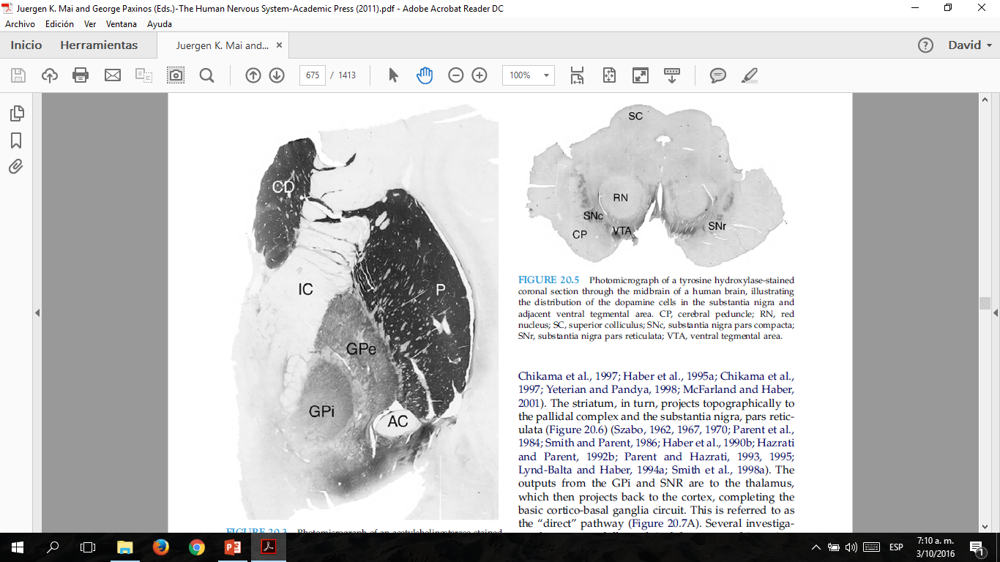 Juergen K. Mai and George Paxinos (Eds.)-The Human Nervous System-Academic Press (2011).pdf - Adobe Acrobat Reader DC
Archivo Edición Ver Ventana Ayuda
Inicio Herramientas Juergen K. Mai and... ×
? David
675 / 1413 100%
CD
IC
P
GPe
GPi
AC
SC
RN
SNc
SNr
CP
VTA
FIGURE 20.5 Photomicrograph of a tyrosine hydroxylase-stained
coronal section through the midbrain of a human brain, illustrating
the distribution of the dopamine cells in the substantia nigra and
adjacent ventral tegmental area. CP, cerebral peduncle; RN, red
nucleus; SC, superior colliculus; SNc, substantia nigra pars compacta;
SNr, substantia nigra pars reticulata; VTA, ventral tegmental area.
Chikama et al., 1997; Haber et al., 1995a; Chikama et al.,
1997; Yeterian and Pandya, 1998; McFarland and Haber,
2001). The striatum, in turn, projects topographically to
the pallidal complex and the substantia nigra, pars retic-
ulata (Figure 20.6) (Szabo, 1962, 1967, 1970; Parent et al.,
1984; Smith and Parent, 1986; Haber et al., 1990b; Hazrati
and Parent, 1992b; Parent and Hazrati, 1993, 1995;
Lynd-Balta and Haber, 1994a; Smith et al., 1998a). The
outputs from the GPi and SNR are to the thalamus,
which then projects back to the cortex, completing the
basic cortico-basal ganglia circuit. This is referred to as
the “direct” pathway (Figure 20.7A). Several investiga-
FIGURE 20.3 Photomicrograph of an acetylcholinesterase-stained
ESP
7:10 a. m.
3/10/2016
1